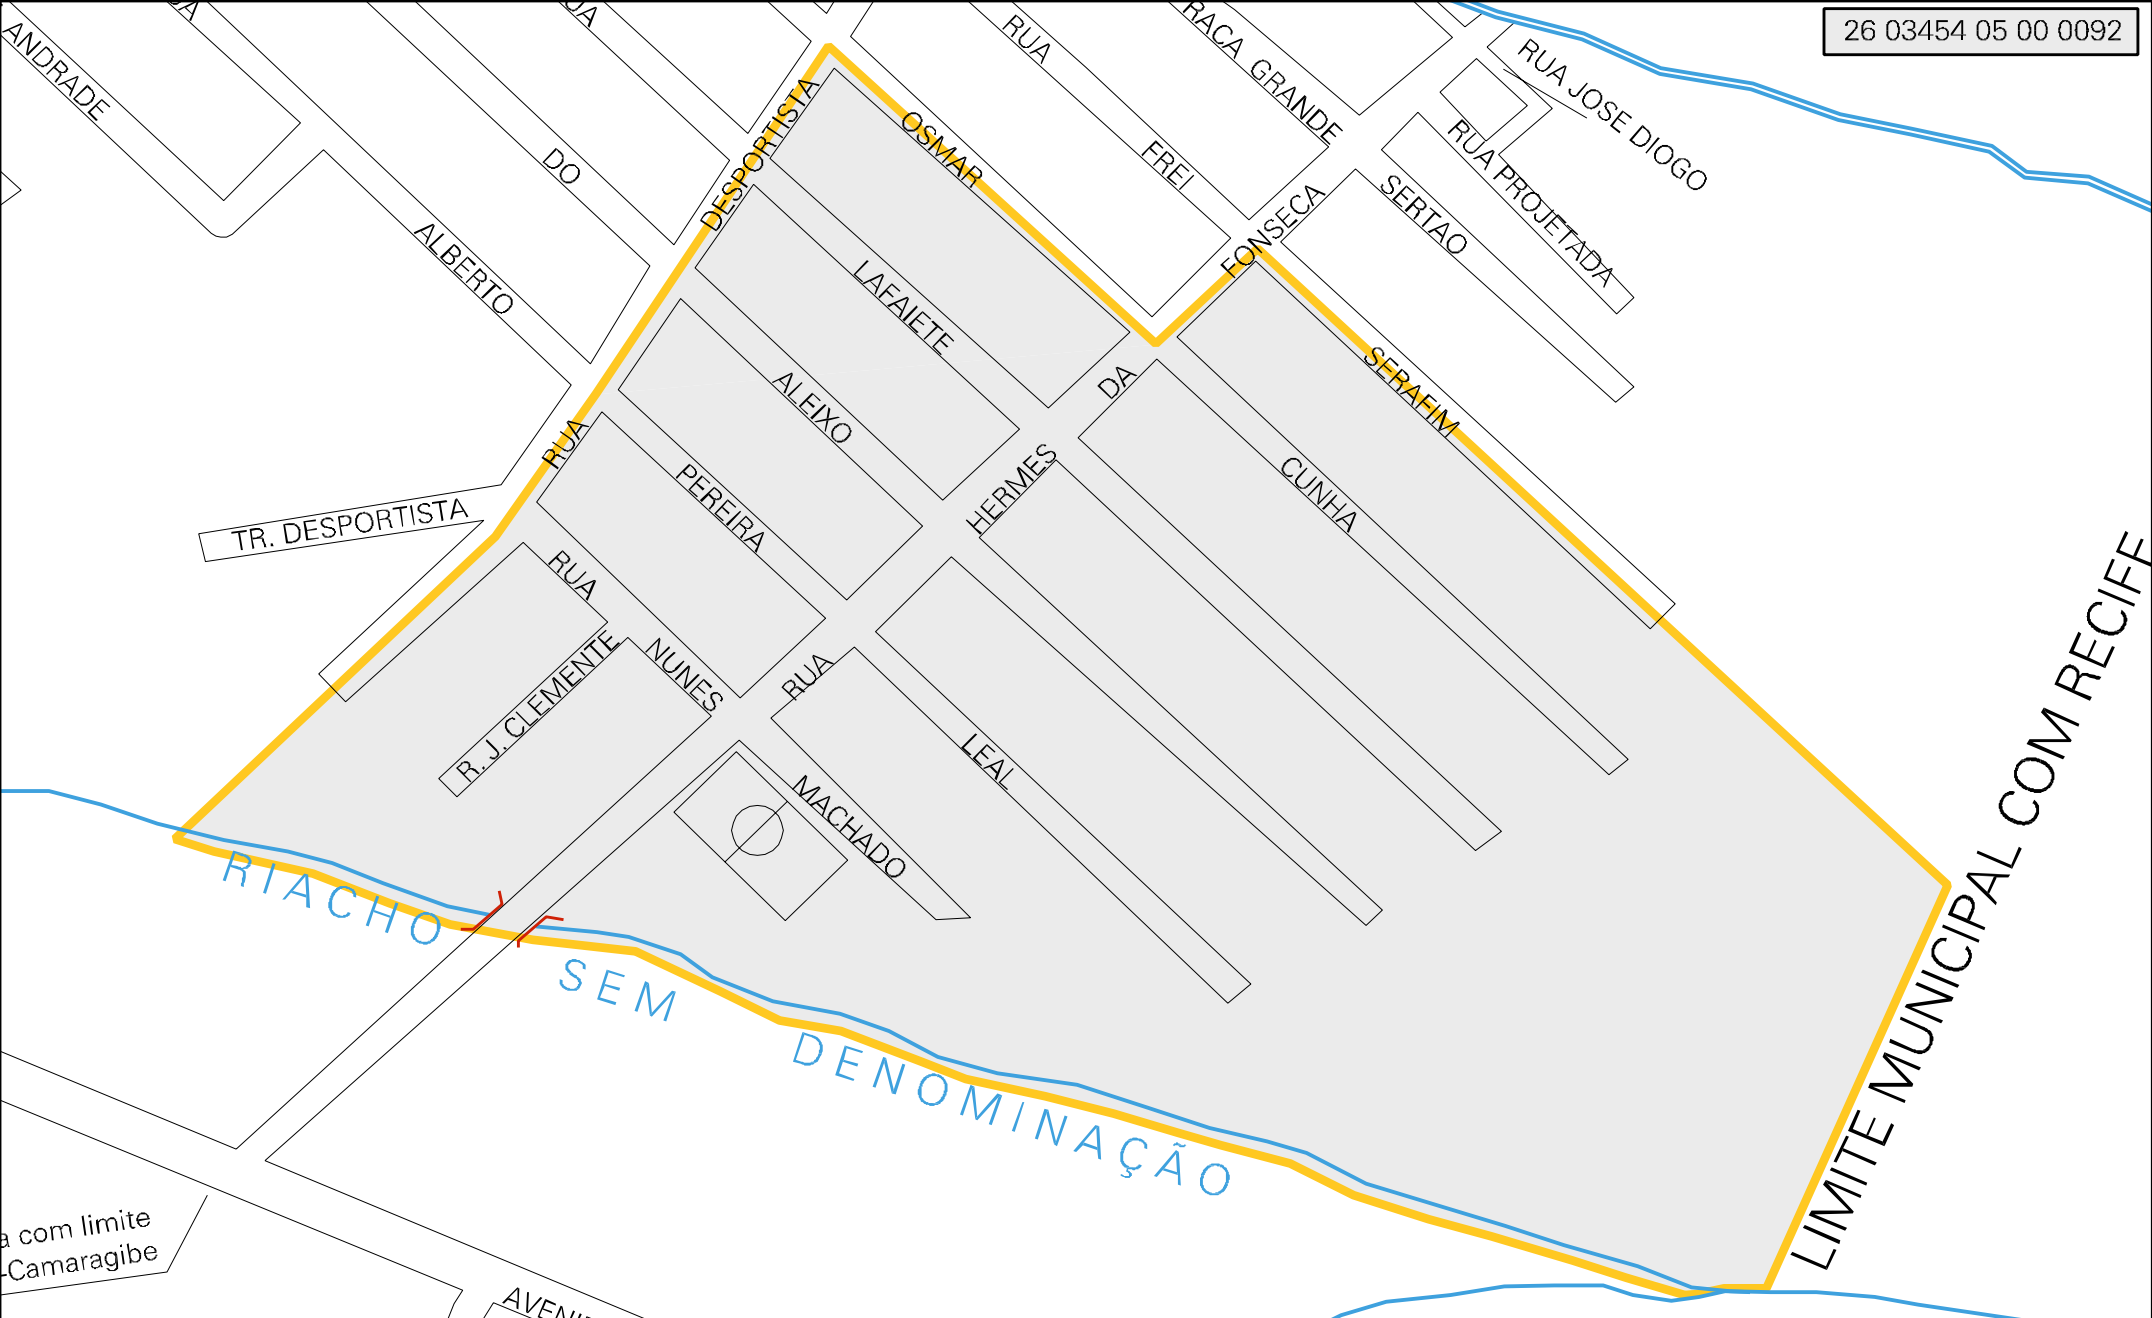 26 03454 05 00 0092
ANDRADE
RUA
RACA GRANDE
RUA JOSE DIOGO
DO
DESPORTISTA
OSMAR
FREI
RUA PROJETADA
ALBERTO
FONSECA
SERTAO
LAFAIETE
DA
SERAFIM
ALEIXO
RUA
HERMES
CUNHA
TR. DESPORTISTA
PEREIRA
RUA
R. J. CLEMENTE
NUNES
RUA
LEAL
MACHADO
LIMITE MUNICIPAL COM RECIFE
RIACHO
SEM
DENOMINAÇÃO
a com limite
-Camaragibe